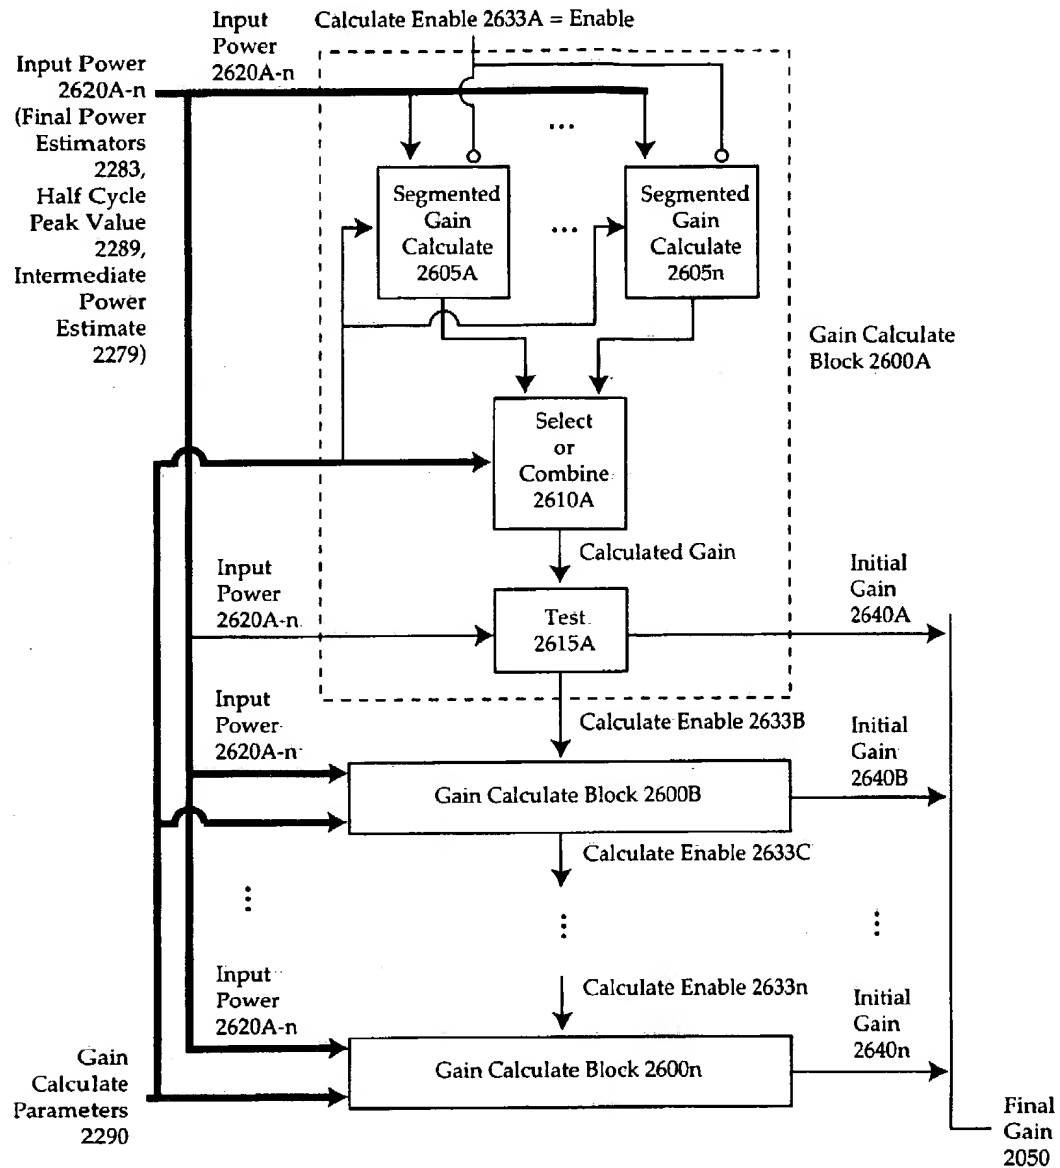 Input
Power
2620A-n
Calculate Enable 2633A = Enable
Input Power
2620A-n
(Final Power
Estimators
2283,
Half Cycle
Peak Value
2289,
Intermediate
Power
Estimate
2279)
...
Segmented
Gain
Calculate
2605A
...
Segmented
Gain
Calculate
2605n
Gain Calculate
Block 2600A
Select
or
Combine
2610A
Calculated Gain
Input
Power
2620A-n
Test
2615A
Initial
Gain
2640A
Input
Power
2620A-n
Calculate Enable 2633B
Initial
Gain
2640B
Gain Calculate Block 2600B
Calculate Enable 2633C
Input
Power
2620A-n
Calculate Enable 2633n
Initial
Gain
2640n
Gain Calculate Block 2600n
Gain
Calculate
Parameters
2290
Final
Gain
2050